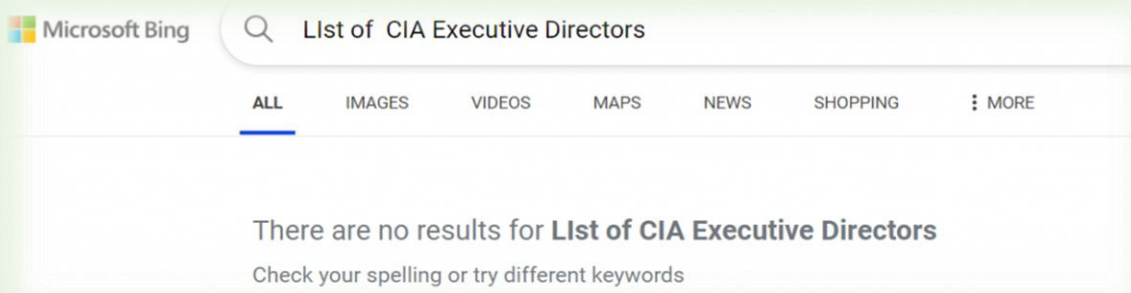 Microsoft Bing
LIst of  CIA Executive Directors
ALL IMAGES VIDEOS MAPS NEWS SHOPPING MORE
There are no results for LIst of CIA Executive Directors
Check your spelling or try different keywords